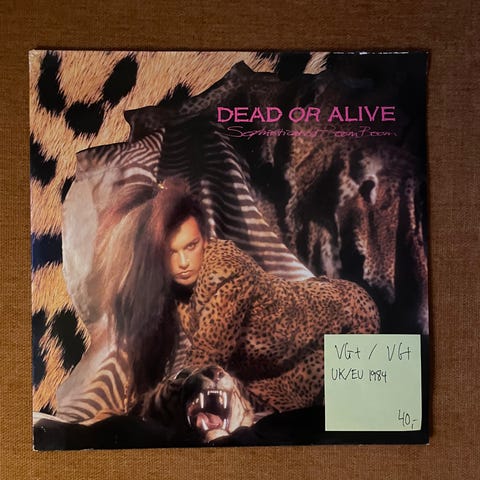 DEAD OR ALIVE
Sophisticated Boom Boom
VG+ / VG+
UK/EU 1984
40,-